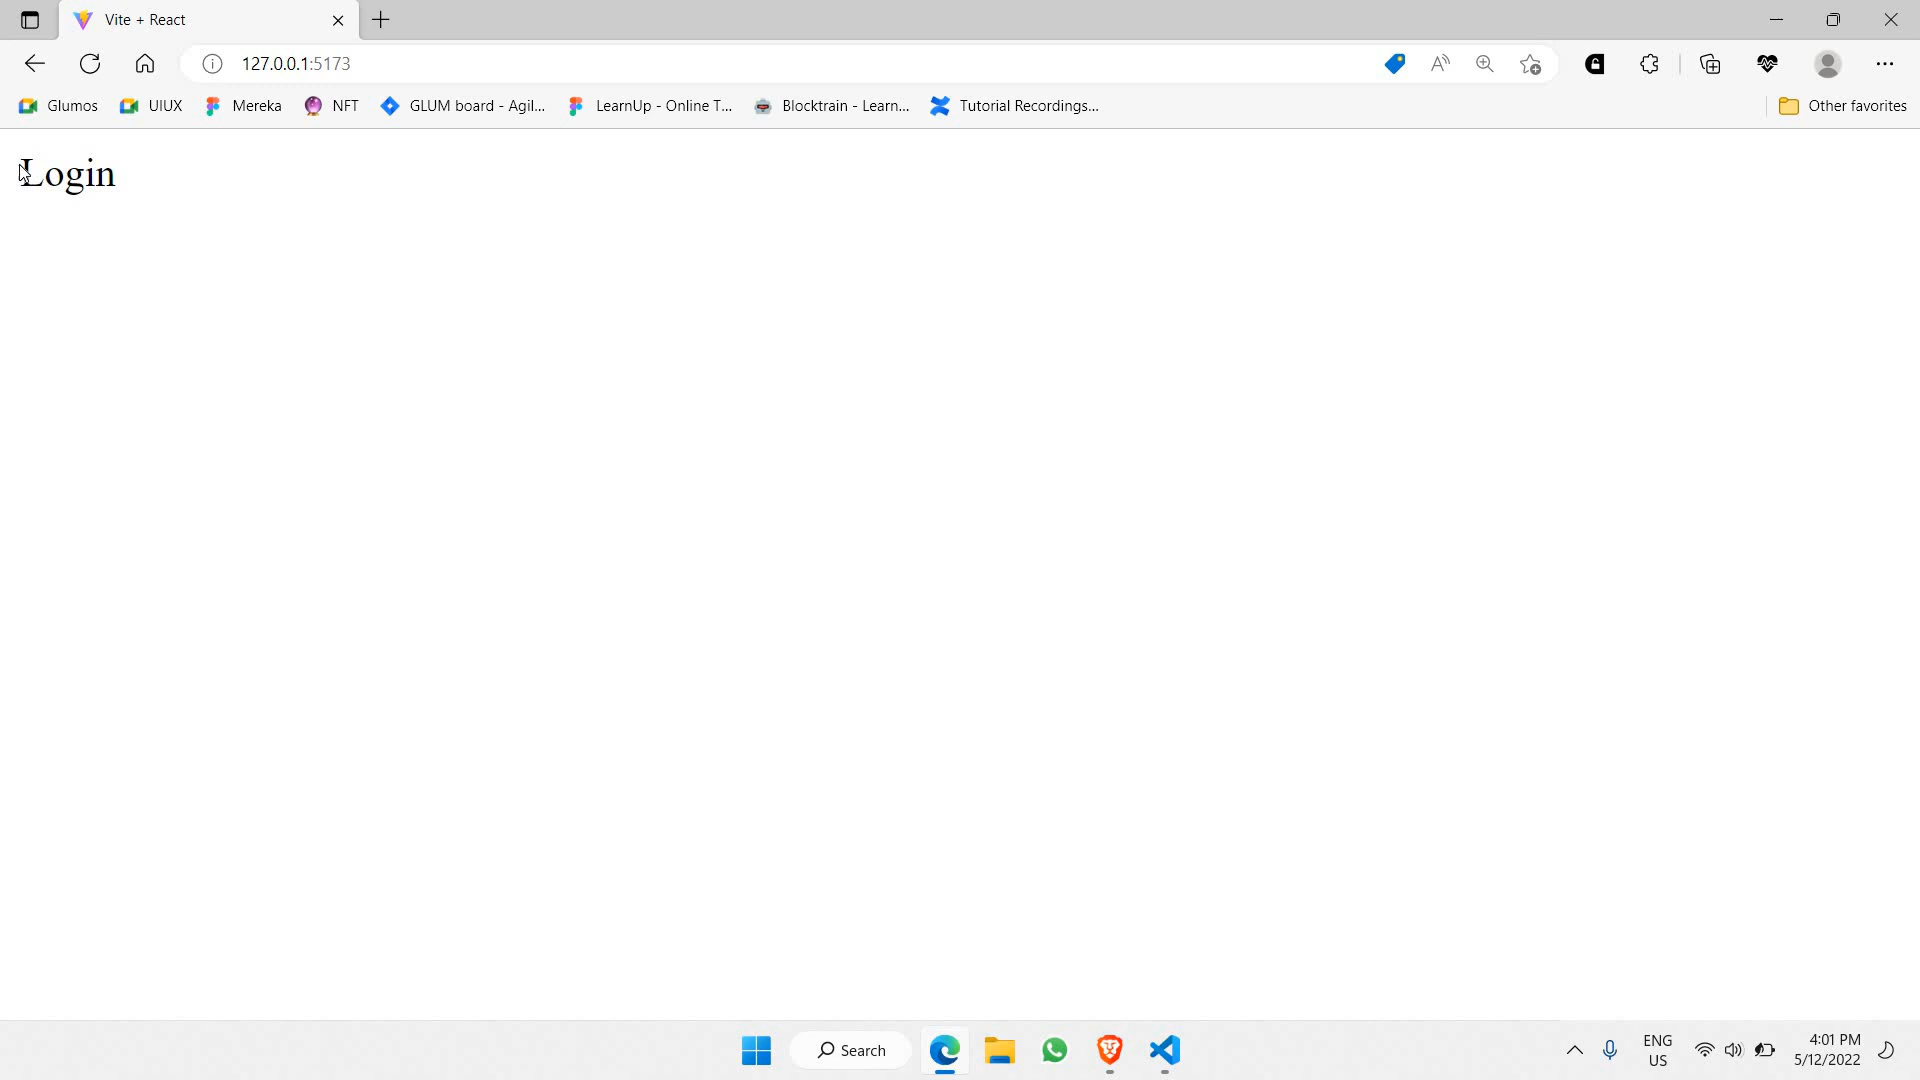 Vite + React
127.0.0.1:5173
Glumos UIUX Mereka NFT GLUM board - Agil... LearnUp - Online T... Blocktrain - Learn... Tutorial Recordings... Other favorites
Login
Search
ENG
US
4:01 PM
5/12/2022